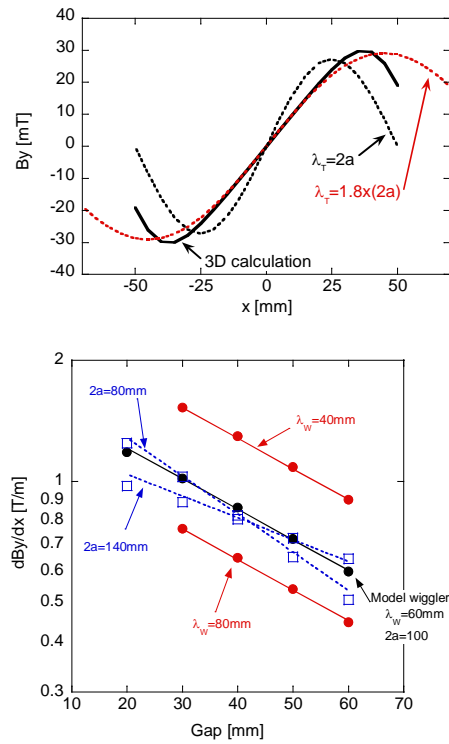 40
30
20
10
0
-10
-20
-30
-40
By [mT]
λT=2a
λT=1.8x(2a)
3D calculation
-50
-25
0
25
50
x [mm]
2
1
0.9
0.8
0.7
0.6
0.5
0.4
0.3
dBy/dx [T/m]
2a=80mm
λW=40mm
2a=140mm
λW=80mm
Model wiggler
λW=60mm
2a=100
10
20
30
40
50
60
70
Gap [mm]